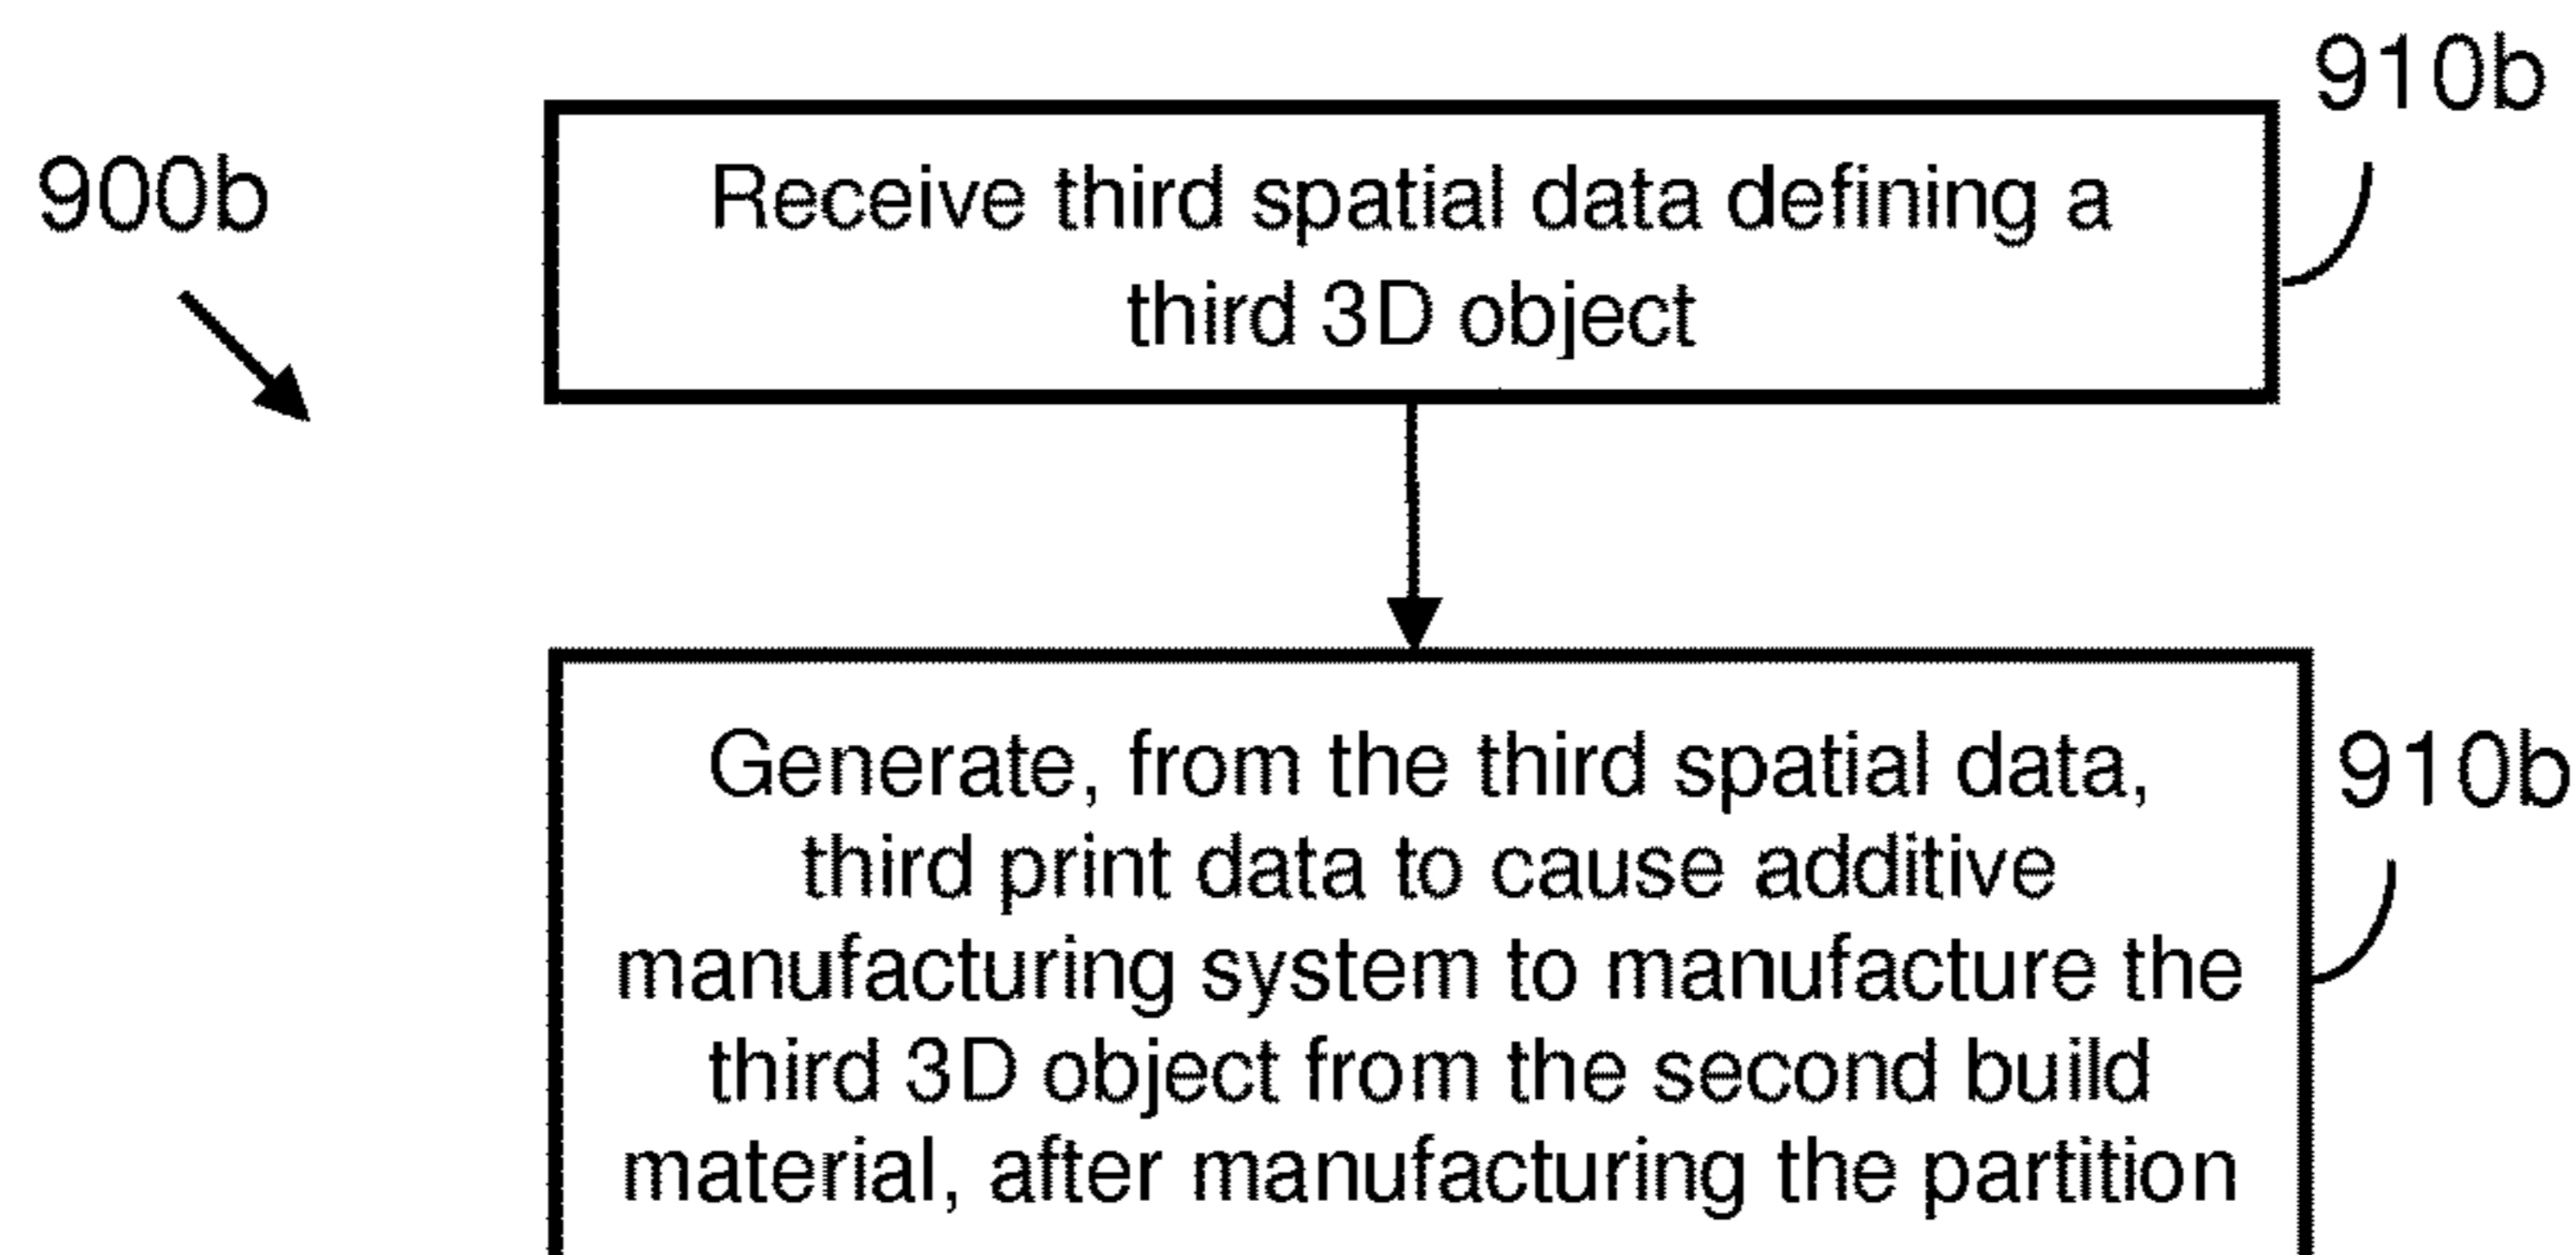 910b
900b
Receive third spatial data defining a
third 3D object
Generate, from the third spatial data,
910b
third print data to cause additive
manufacturing system to manufacture the
third 3D object from the second build
material, after manufacturing the partition